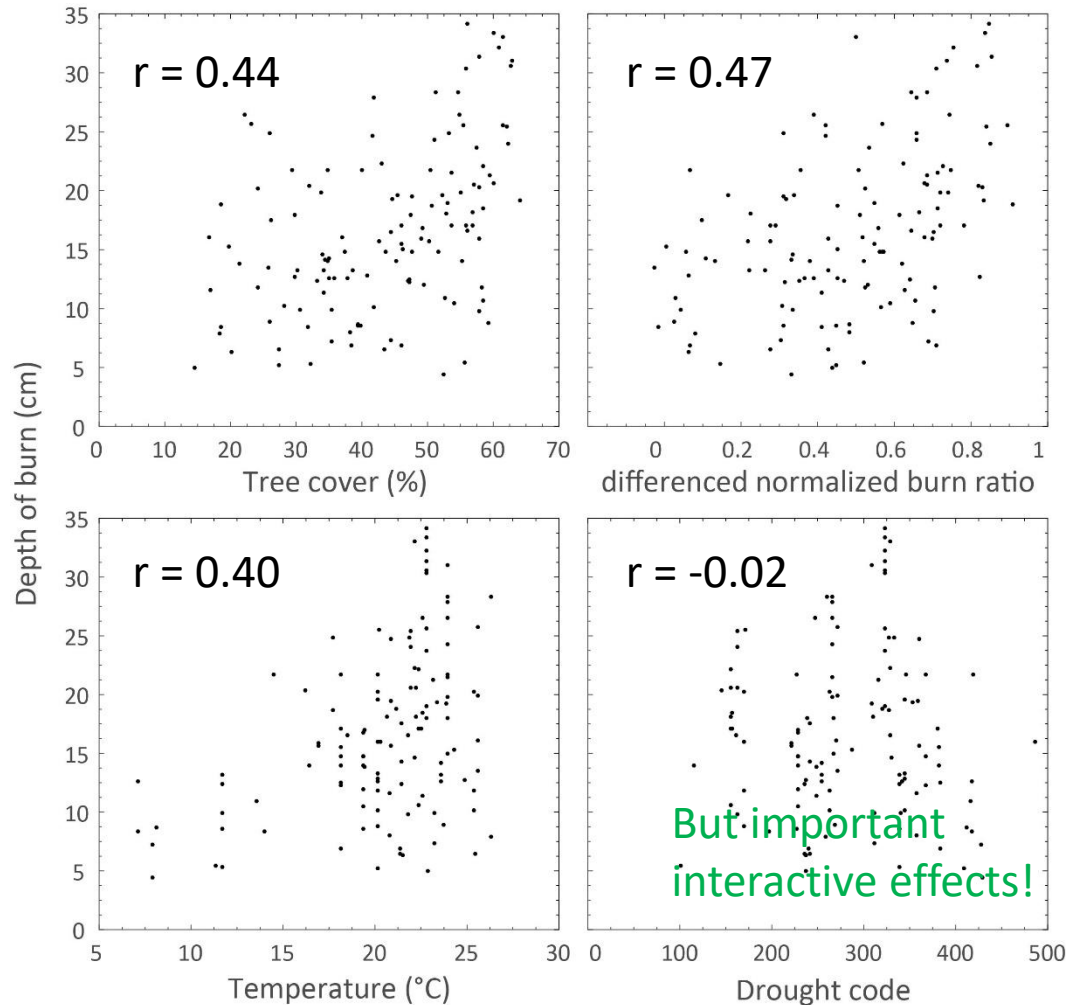 35
30
25
20
15
10
5
0
r = 0.44
0 10 20 30 40 50 60 70
Tree cover (%)
r = 0.47
0 0.2 0.4 0.6 0.8 1
differenced normalized burn ratio
Depth of burn (cm)
35
30
25
20
15
10
5
0
r = 0.40
5 10 15 20 25 30
Temperature (°C)
r = -0.02
But important
interactive effects!
0 100 200 300 400 500
Drought code